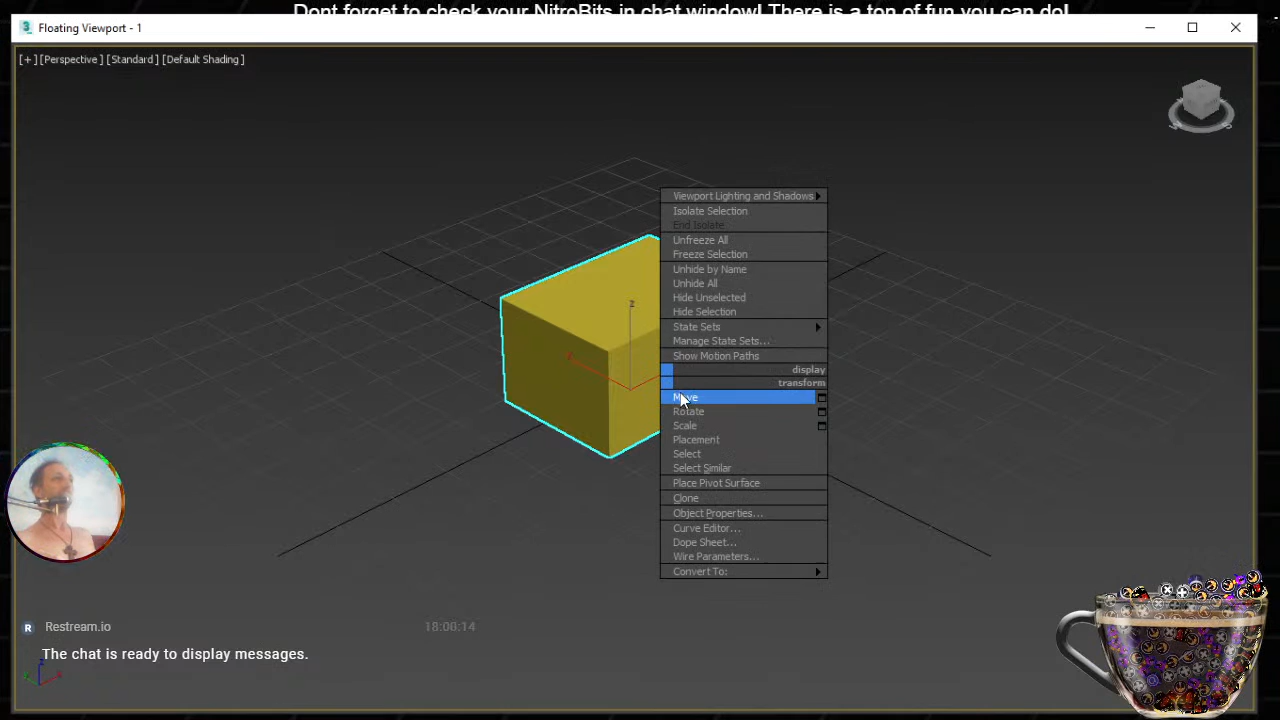 Dont forget to check your NitroBits in chat window! There is a ton of fun you can do!
Floating Viewport - 1
[+] [Perspective ] [Standard ] [Default Shading ]
Viewport Lighting and Shadows
Isolate Selection
End Isolate
Unfreeze All
Freeze Selection
Unhide by Name
Unhide All
Hide Unselected
Hide Selection
State Sets
Manage State Sets...
Show Motion Paths
display
transform
Move
Rotate
Scale
Placement
Select
Select Similar
Place Pivot Surface
Clone
Object Properties...
Curve Editor...
Dope Sheet...
Wire Parameters...
Convert To:
z
R Restream.io 18:00:14
The chat is ready to display messages.